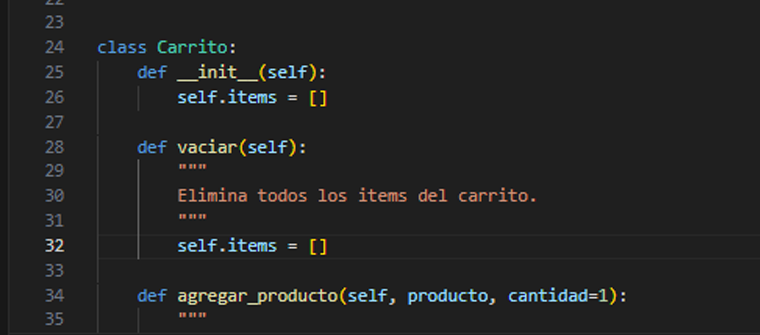 22
23
24 class Carrito:
25     def __init__(self):
26         self.items = []
27
28     def vaciar(self):
29         """
30         Elimina todos los items del carrito.
31         """
32         self.items = []
33
34     def agregar_producto(self, producto, cantidad=1):
35         """